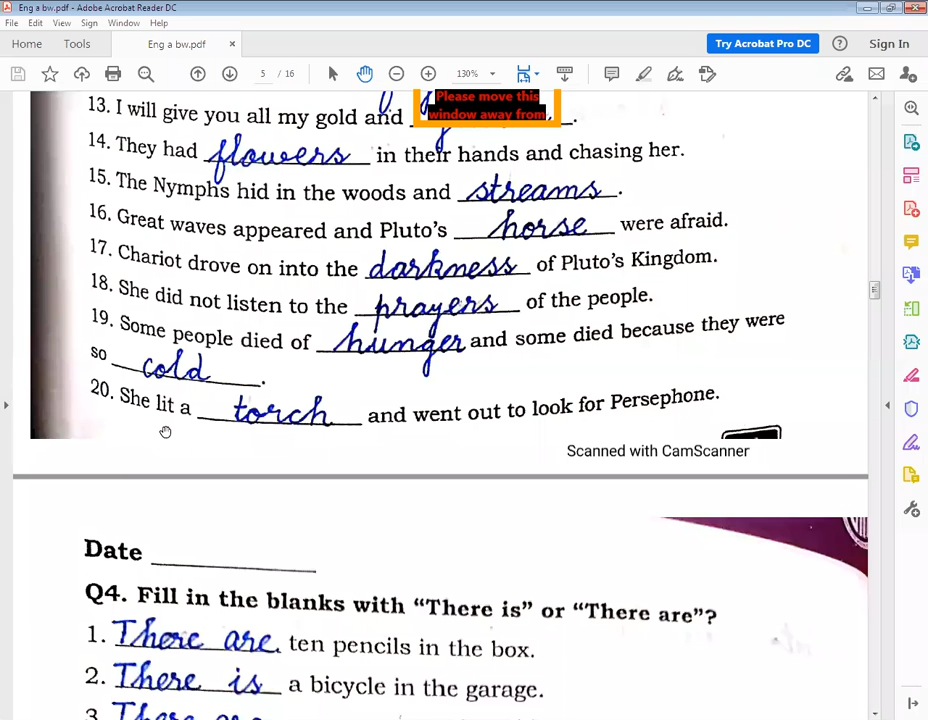 Eng a bw.pdf - Adobe Acrobat Reader DC
File Edit View Sign Window Help
Home Tools Eng a bw.pdf × Try Acrobat Pro DC Sign In
5 / 16 130%
13. I will give you all my gold and .
Please move this
window away from
14. They had flowers in their hands and chasing her.
15. The Nymphs hid in the woods and streams.
16. Great waves appeared and Pluto's horse were afraid.
17. Chariot drove on into the darkness of Pluto's Kingdom.
18. She did not listen to the prayers of the people.
19. Some people died of hunger and some died because they were
so cold.
20. She lit a torch and went out to look for Persephone.
Scanned with CamScanner
Date
Q4. Fill in the blanks with "There is" or "There are"?
1. There are ten pencils in the box.
2. There is a bicycle in the garage.
3. There are